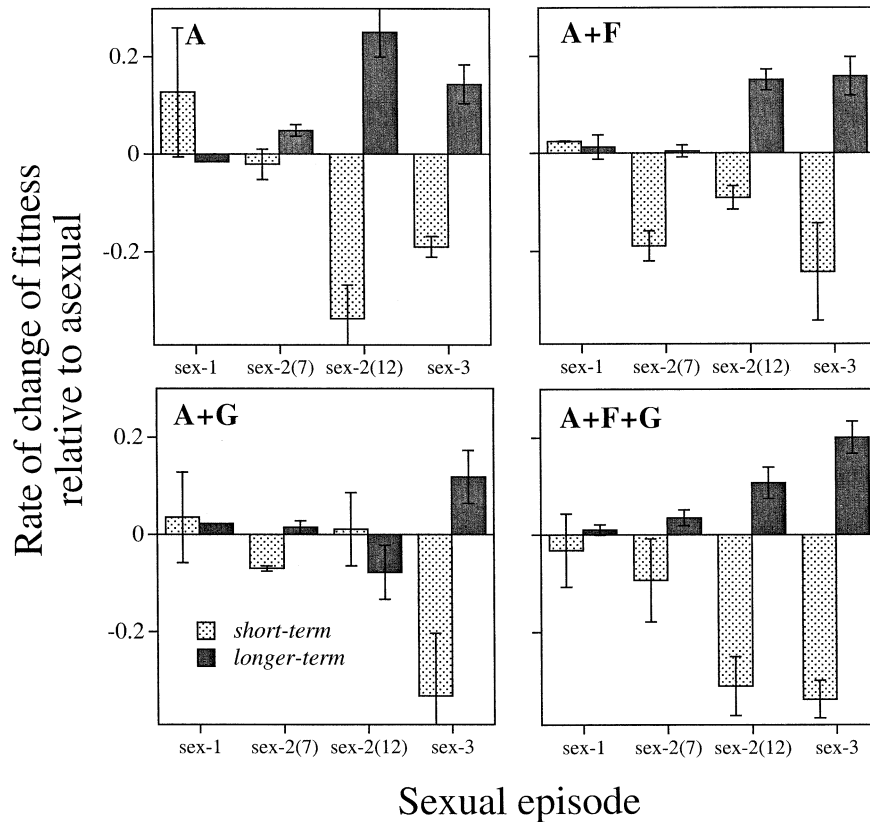 Rate of change of fitness
relative to asexual
A
0.2
0
-0.2
sex-1 sex-2(7) sex-2(12) sex-3
A+F
sex-1 sex-2(7) sex-2(12) sex-3
A+G
0.2
0
-0.2
short-term
longer-term
sex-1 sex-2(7) sex-2(12) sex-3
A+F+G
sex-1 sex-2(7) sex-2(12) sex-3
Sexual episode